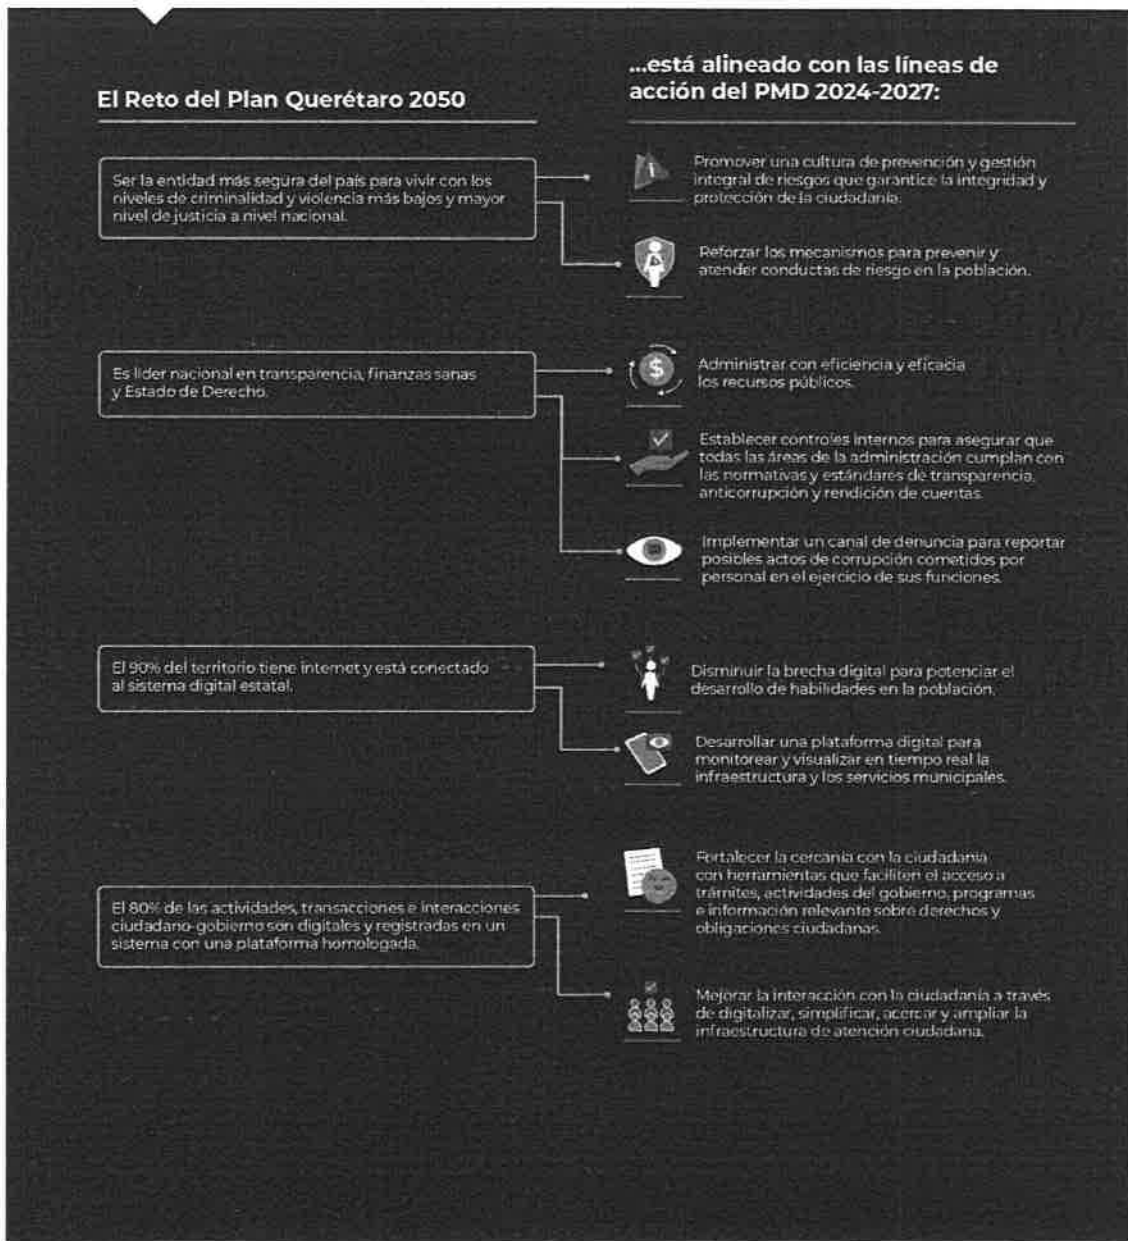 El Reto del Plan Querétaro 2050
...está alineado con las líneas de
acción del PMD 2024-2027:
Ser la entidad más segura del país para vivir con los
niveles de criminalidad y violencia más bajos y mayor
nivel de justicia a nivel nacional.
Promover una cultura de prevención y gestión
integral de riesgos que garantice la integridad y
protección de la ciudadanía.
Reforzar los mecanismos para prevenir y
atender conductas de riesgo en la población.
Es líder nacional en transparencia, finanzas sanas
y Estado de Derecho.
$
Administrar con eficiencia y eficacia
los recursos públicos.
Establecer controles internos para asegurar que
todas las áreas de la administración cumplan con
las normativas y estándares de transparencia,
anticorrupción y rendición de cuentas.
Implementar un canal de denuncia para reportar
posibles actos de corrupción cometidos por
personal en el ejercicio de sus funciones.
El 90% del territorio tiene internet y está conectado
al sistema digital estatal.
Disminuir la brecha digital para potenciar el
desarrollo de habilidades en la población.
Desarrollar una plataforma digital para
monitorear y visualizar en tiempo real la
infraestructura y los servicios municipales.
El 80% de las actividades, transacciones e interacciones
ciudadano-gobierno son digitales y registradas en un
sistema con una plataforma homologada.
Fortalecer la cercanía con la ciudadanía
con herramientas que faciliten el acceso a
trámites, actividades del gobierno, programas
e información relevante sobre derechos y
obligaciones ciudadanas.
Mejorar la interacción con la ciudadanía a través
de digitalizar, simplificar, acercar y ampliar la
infraestructura de atención ciudadana.